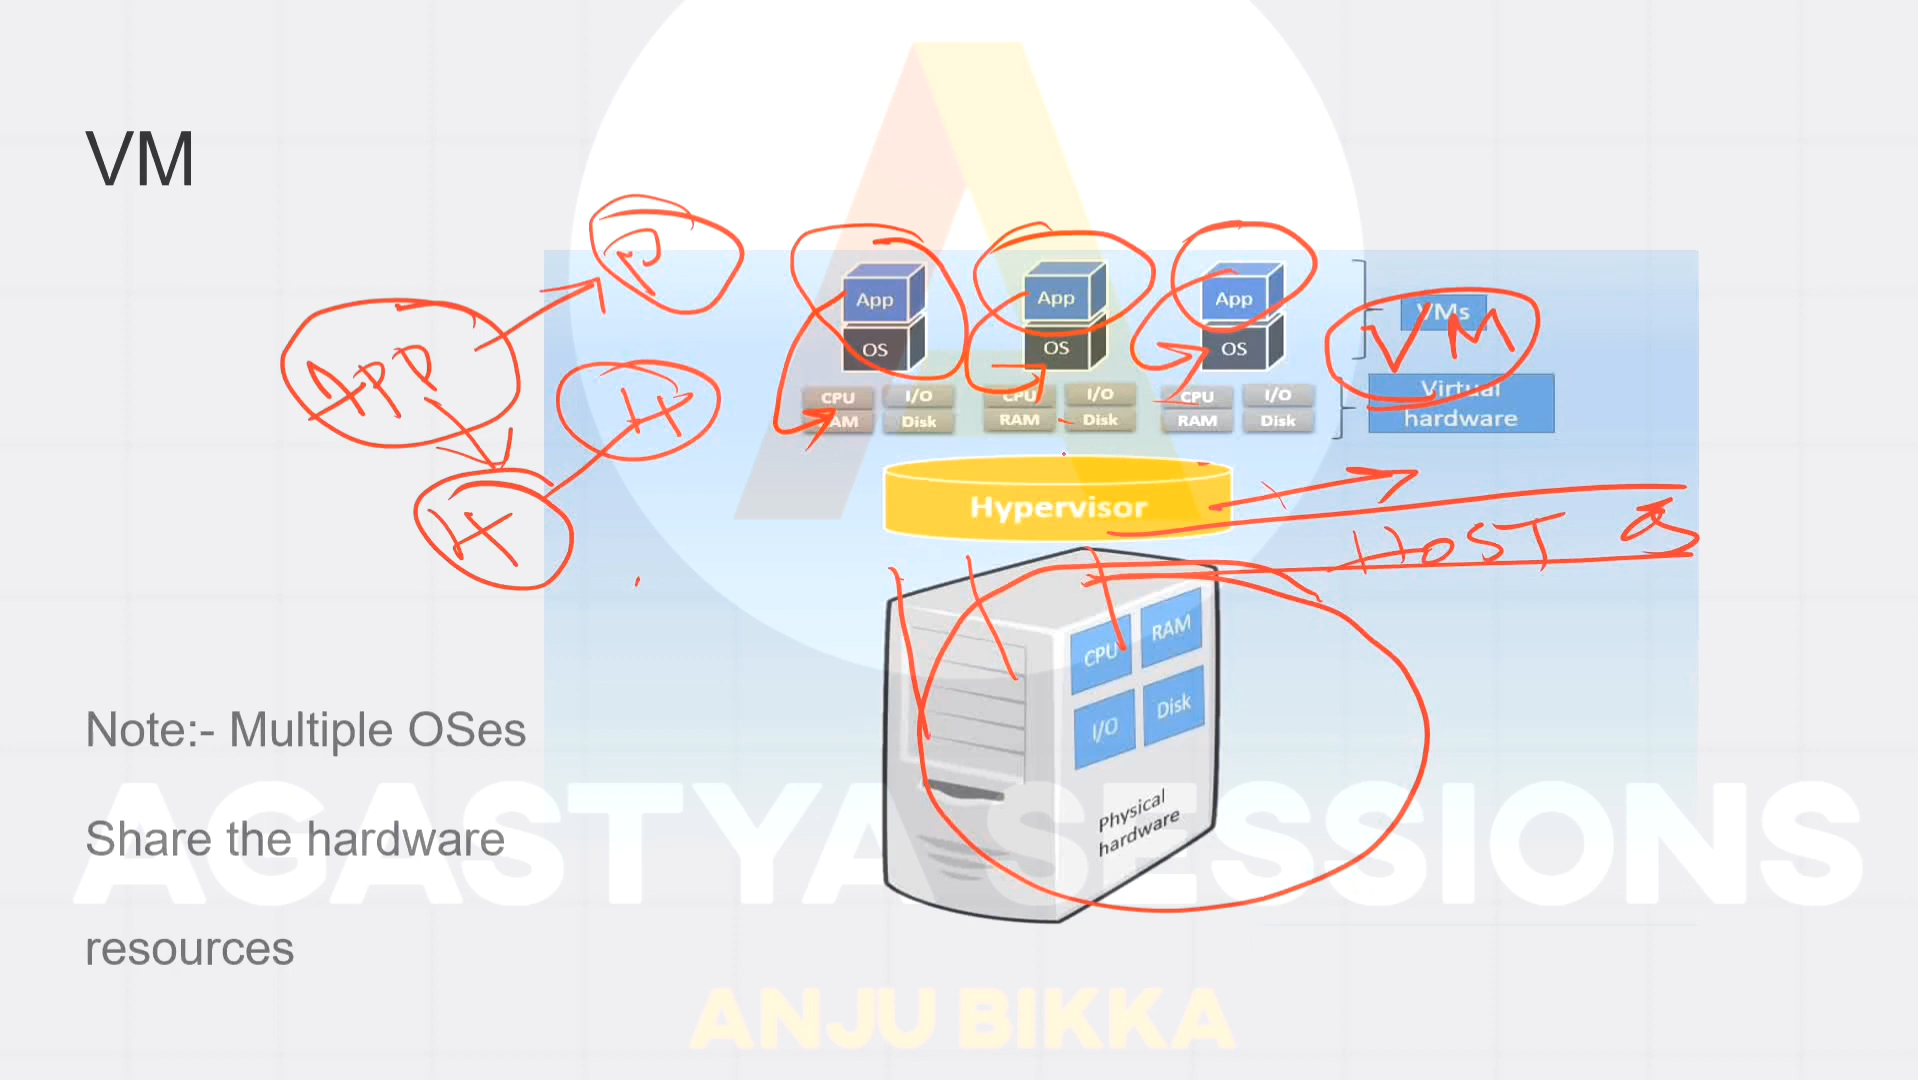 VM
P
App App App
APP
VMs
VM
OS OS OS
H
CPU I/O CPU I/O CPU I/O
Virtual
hardware
RAM Disk RAM Disk RAM Disk
Hypervisor
H
HOST
CPU RAM
I/O Disk
Physical
hardware
Note:- Multiple OSes
Share the hardware
resources
AGASTYA SESSIONS
ANJU BIKKA